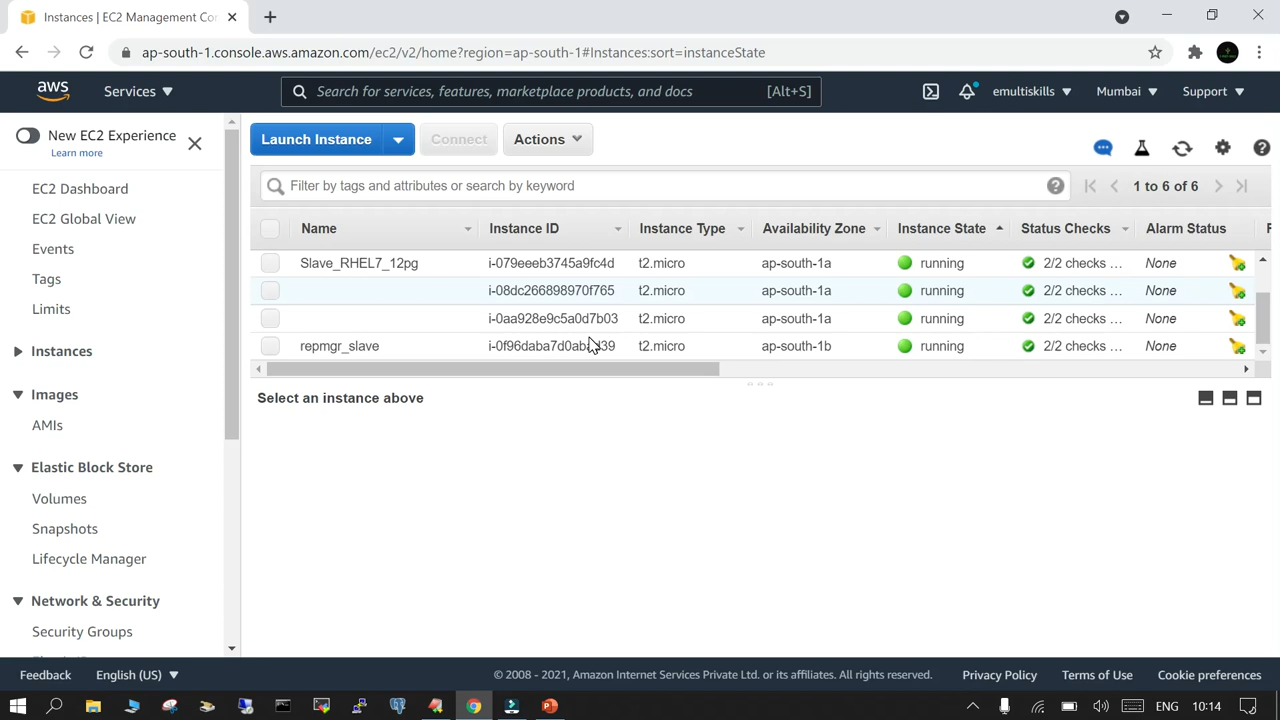 Instances | EC2 Management Con
ap-south-1.console.aws.amazon.com/ec2/v2/home?region=ap-south-1#Instances:sort=instanceState
aws
Services
Search for services, features, marketplace products, and docs
[Alt+S]
emultiskills
Mumbai
Support
New EC2 Experience
Learn more
EC2 Dashboard
EC2 Global View
Events
Tags
Limits
Instances
Images
AMIs
Elastic Block Store
Volumes
Snapshots
Lifecycle Manager
Network & Security
Security Groups
Launch Instance
Connect
Actions
Filter by tags and attributes or search by keyword
1 to 6 of 6
Name Instance ID Instance Type Availability Zone Instance State Status Checks Alarm Status
Slave_RHEL7_12pg i-079eeeb3745a9fc4d t2.micro ap-south-1a running 2/2 checks ... None
i-08dc266898970f765 t2.micro ap-south-1a running 2/2 checks ... None
i-0aa928e9c5a0d7b03 t2.micro ap-south-1a running 2/2 checks ... None
repmgr_slave t2.micro ap-south-1b running 2/2 checks ... None
Select an instance above
Feedback
English (US)
© 2008 - 2021, Amazon Internet Services Private Ltd. or its affiliates. All rights reserved.
Privacy Policy
Terms of Use
Cookie preferences
ENG
10:14